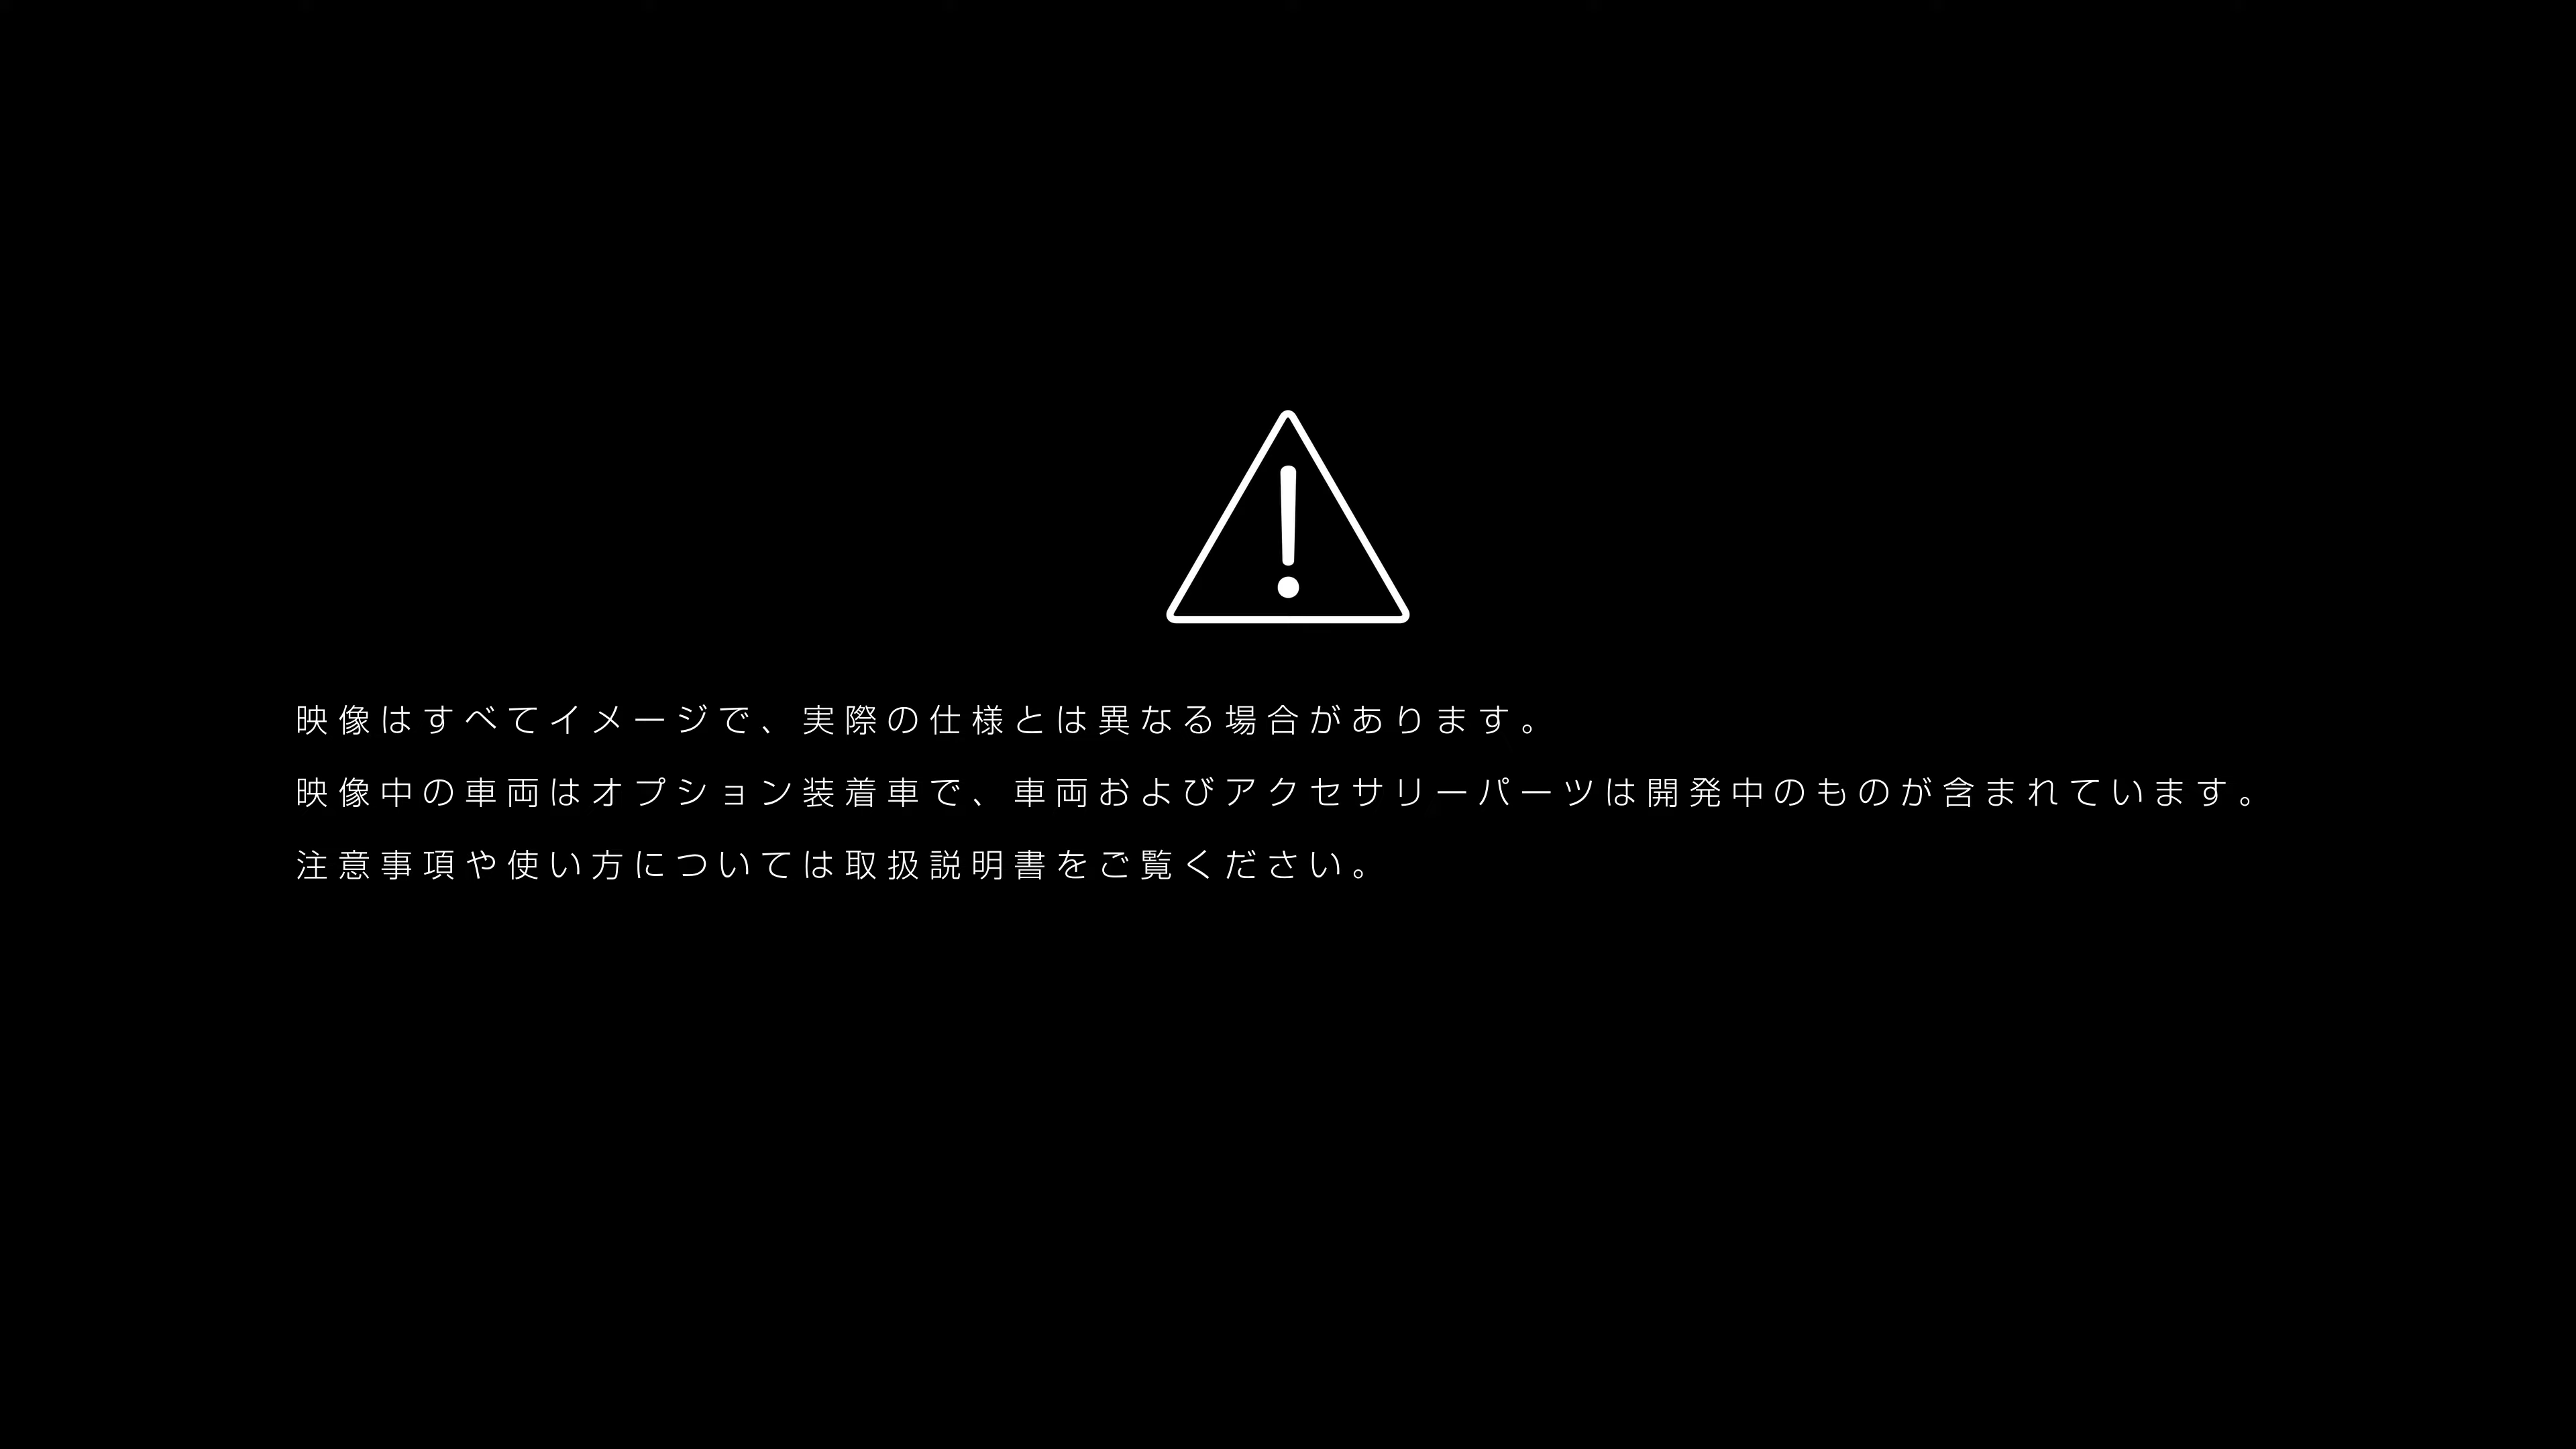 映像はすべてイメージで、実際の仕様とは異なる場合があります。
映像中の車両はオプション装着車で、車両およびアクセサリーパーツは開発中のものが含まれています。
注意事項や使い方については取扱説明書をご覧ください。